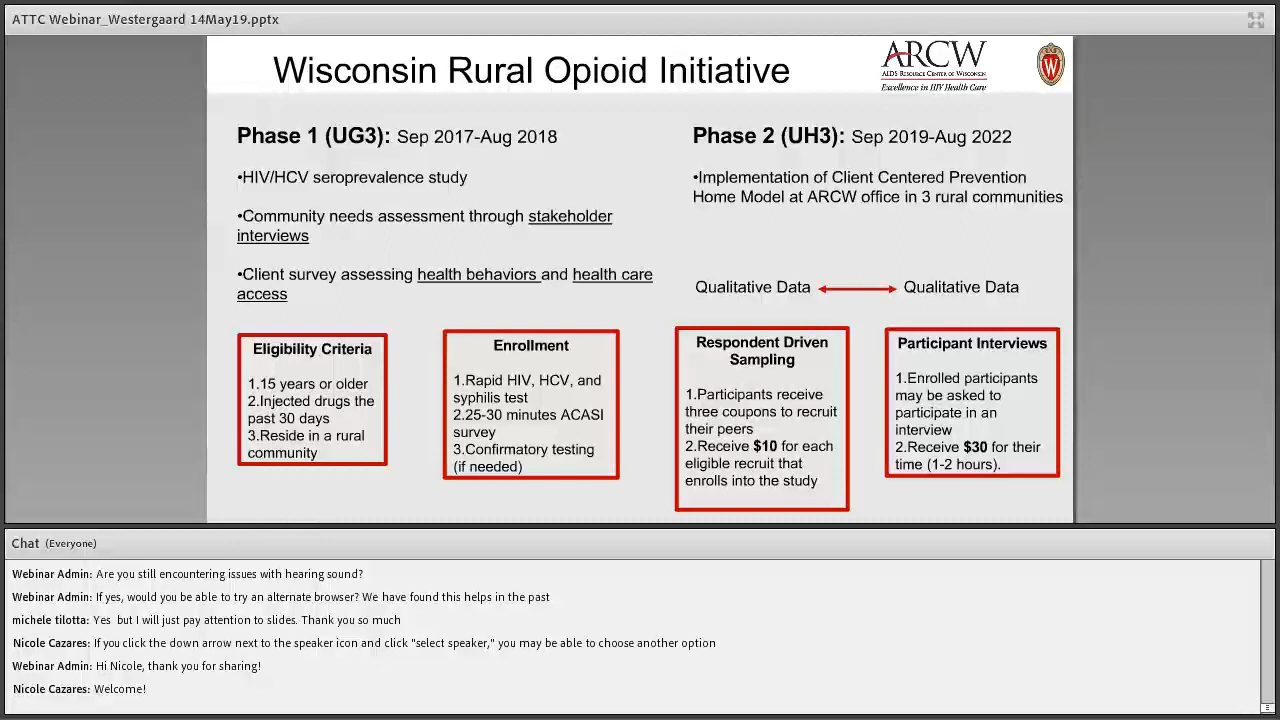 ATTC Webinar_Westergaard 14May19.pptx
Wisconsin Rural Opioid Initiative
ARCW
AIDS RESOURCE CENTER OF WISCONSIN
Excellence in HIV Health Care
W
Phase 1 (UG3): Sep 2017-Aug 2018
•HIV/HCV seroprevalence study
•Community needs assessment through stakeholder
interviews
•Client survey assessing health behaviors and health care
access
Phase 2 (UH3): Sep 2019-Aug 2022
•Implementation of Client Centered Prevention
Home Model at ARCW office in 3 rural communities
Qualitative Data Qualitative Data
Eligibility Criteria
1.15 years or older
2.Injected drugs the
past 30 days
3.Reside in a rural
community
Enrollment
1.Rapid HIV, HCV, and
syphilis test
2.25-30 minutes ACASI
survey
3.Confirmatory testing
(if needed)
Respondent Driven
Sampling
1.Participants receive
three coupons to recruit
their peers
2.Receive $10 for each
eligible recruit that
enrolls into the study
Participant Interviews
1.Enrolled participants
may be asked to
participate in an
interview
2.Receive $30 for their
time (1-2 hours).
Chat (Everyone)
Webinar Admin: Are you still encountering issues with hearing sound?
Webinar Admin: If yes, would you be able to try an alternate browser? We have found this helps in the past
michele tilotta: Yes but I will just pay attention to slides. Thank you so much
Nicole Cazares: If you click the down arrow next to the speaker icon and click "select speaker," you may be able to choose another option
Webinar Admin: Hi Nicole, thank you for sharing!
Nicole Cazares: Welcome!